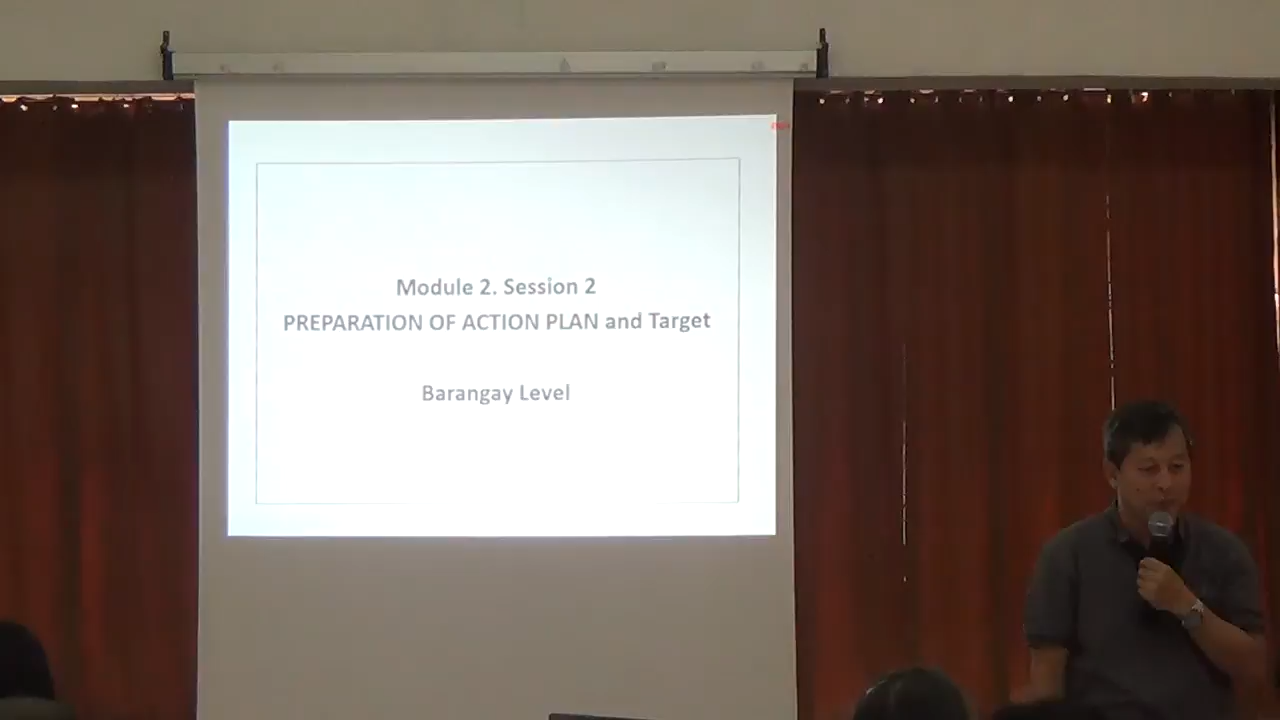 Module 2. Session 2
PREPARATION OF ACTION PLAN and Target
Barangay Level